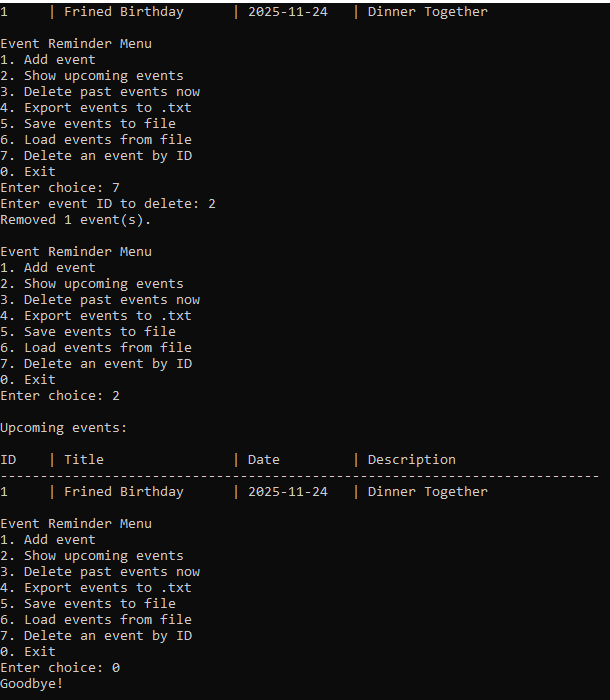 1     | Frined Birthday      | 2025-11-24   | Dinner Together
Event Reminder Menu
1. Add event
2. Show upcoming events
3. Delete past events now
4. Export events to .txt
5. Save events to file
6. Load events from file
7. Delete an event by ID
0. Exit
Enter choice: 7
Enter event ID to delete: 2
Removed 1 event(s).
Event Reminder Menu
1. Add event
2. Show upcoming events
3. Delete past events now
4. Export events to .txt
5. Save events to file
6. Load events from file
7. Delete an event by ID
0. Exit
Enter choice: 2
Upcoming events:
ID    | Title                | Date         | Description
---------------------------------------------------------------------------
1     | Frined Birthday      | 2025-11-24   | Dinner Together
Event Reminder Menu
1. Add event
2. Show upcoming events
3. Delete past events now
4. Export events to .txt
5. Save events to file
6. Load events from file
7. Delete an event by ID
0. Exit
Enter choice: 0
Goodbye!